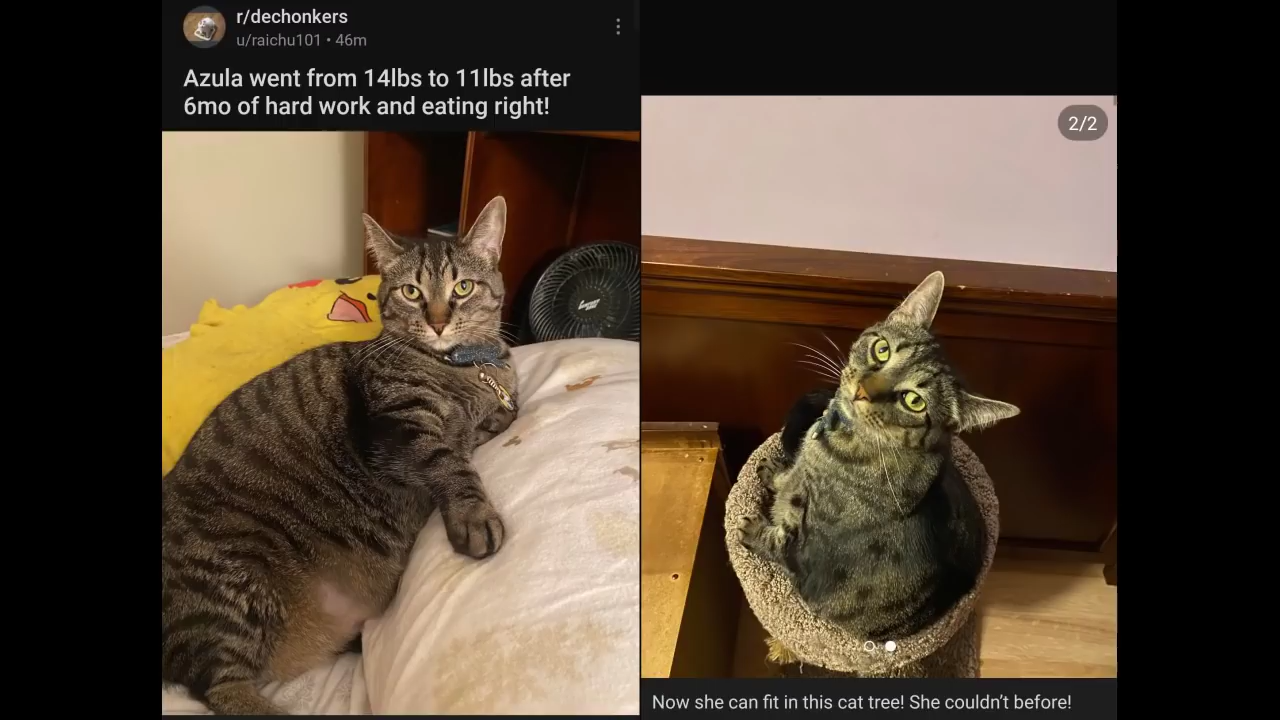 r/dechonkers
u/raichu101 • 46m
Azula went from 14lbs to 11lbs after
6mo of hard work and eating right!
2/2
Now she can fit in this cat tree! She couldn't before!